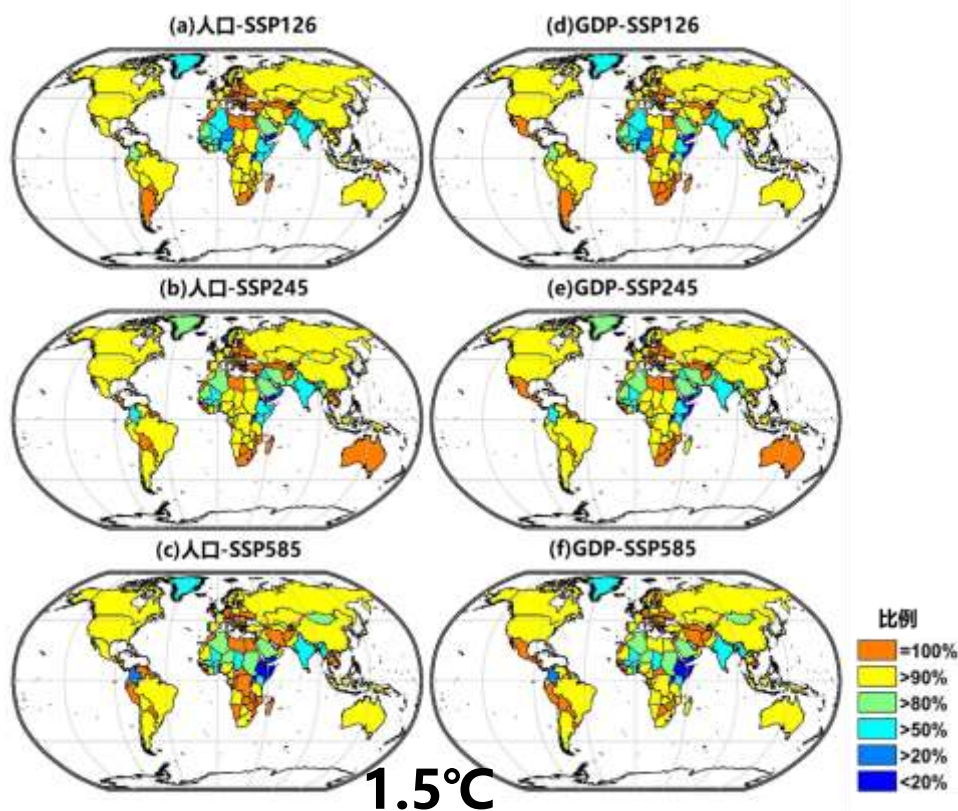 (a)人口-SSP126
(d)GDP-SSP126
(b)人口-SSP245
(e)GDP-SSP245
(c)人口-SSP585
(f)GDP-SSP585
比例
=100%
>90%
>80%
>50%
>20%
<20%
1.5℃